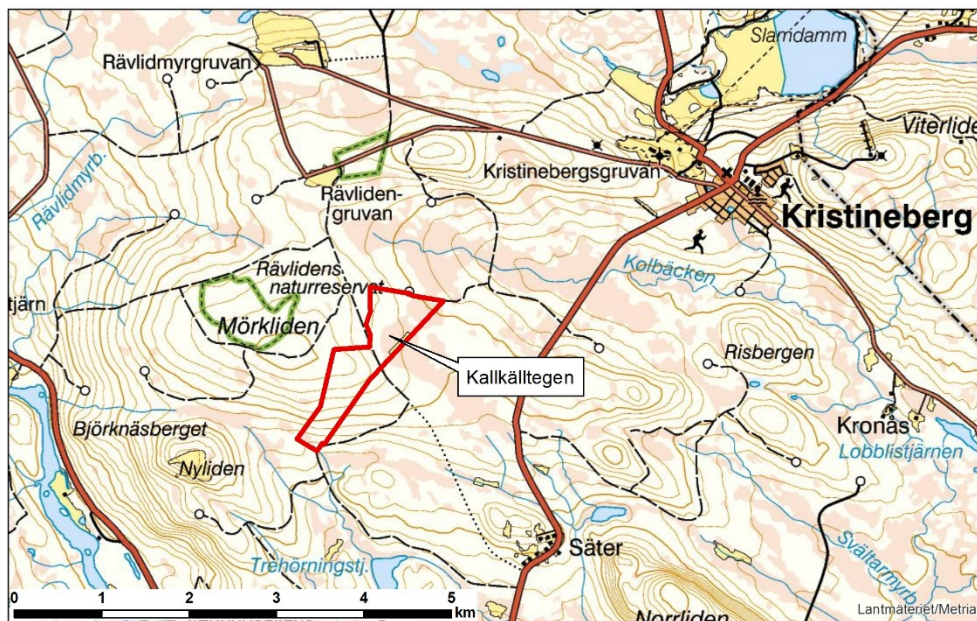 Slamdamm
Rävlidmyrgruvan
Viterliden
Kristinebergsgruvan
Rävliden-
gruvan
Rävlidmyrb.
Kristineberg
Kolbäcken
Rävlidens
naturreservat
tjärn
Mörkliden
Risbergen
Kallkälltegen
Kronås
Björknäsberget
Lobblistjärnen
Nyliden
Säter
Trehörningstj.
Svältarmyrb
0 1 2 3 4 5
km
Norrliden
Lantmäteriet/Metria